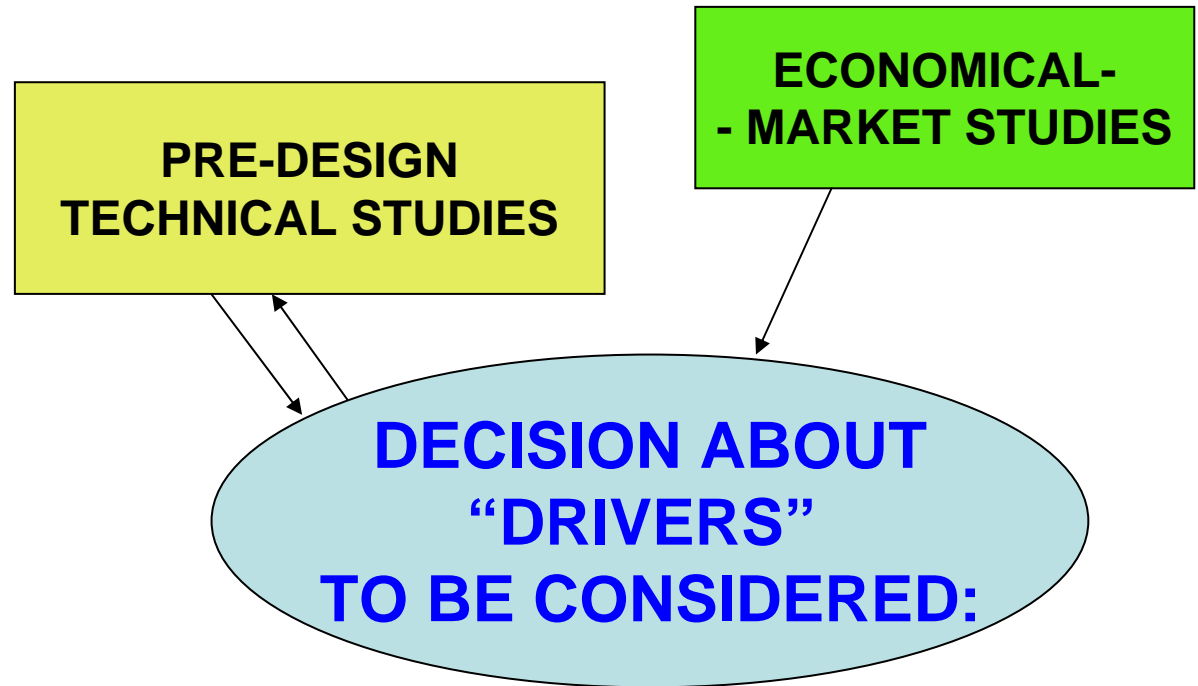 PRE-DESIGN
TECHNICAL STUDIES
ECONOMICAL-
- MARKET STUDIES
DECISION ABOUT
“DRIVERS”
TO BE CONSIDERED: